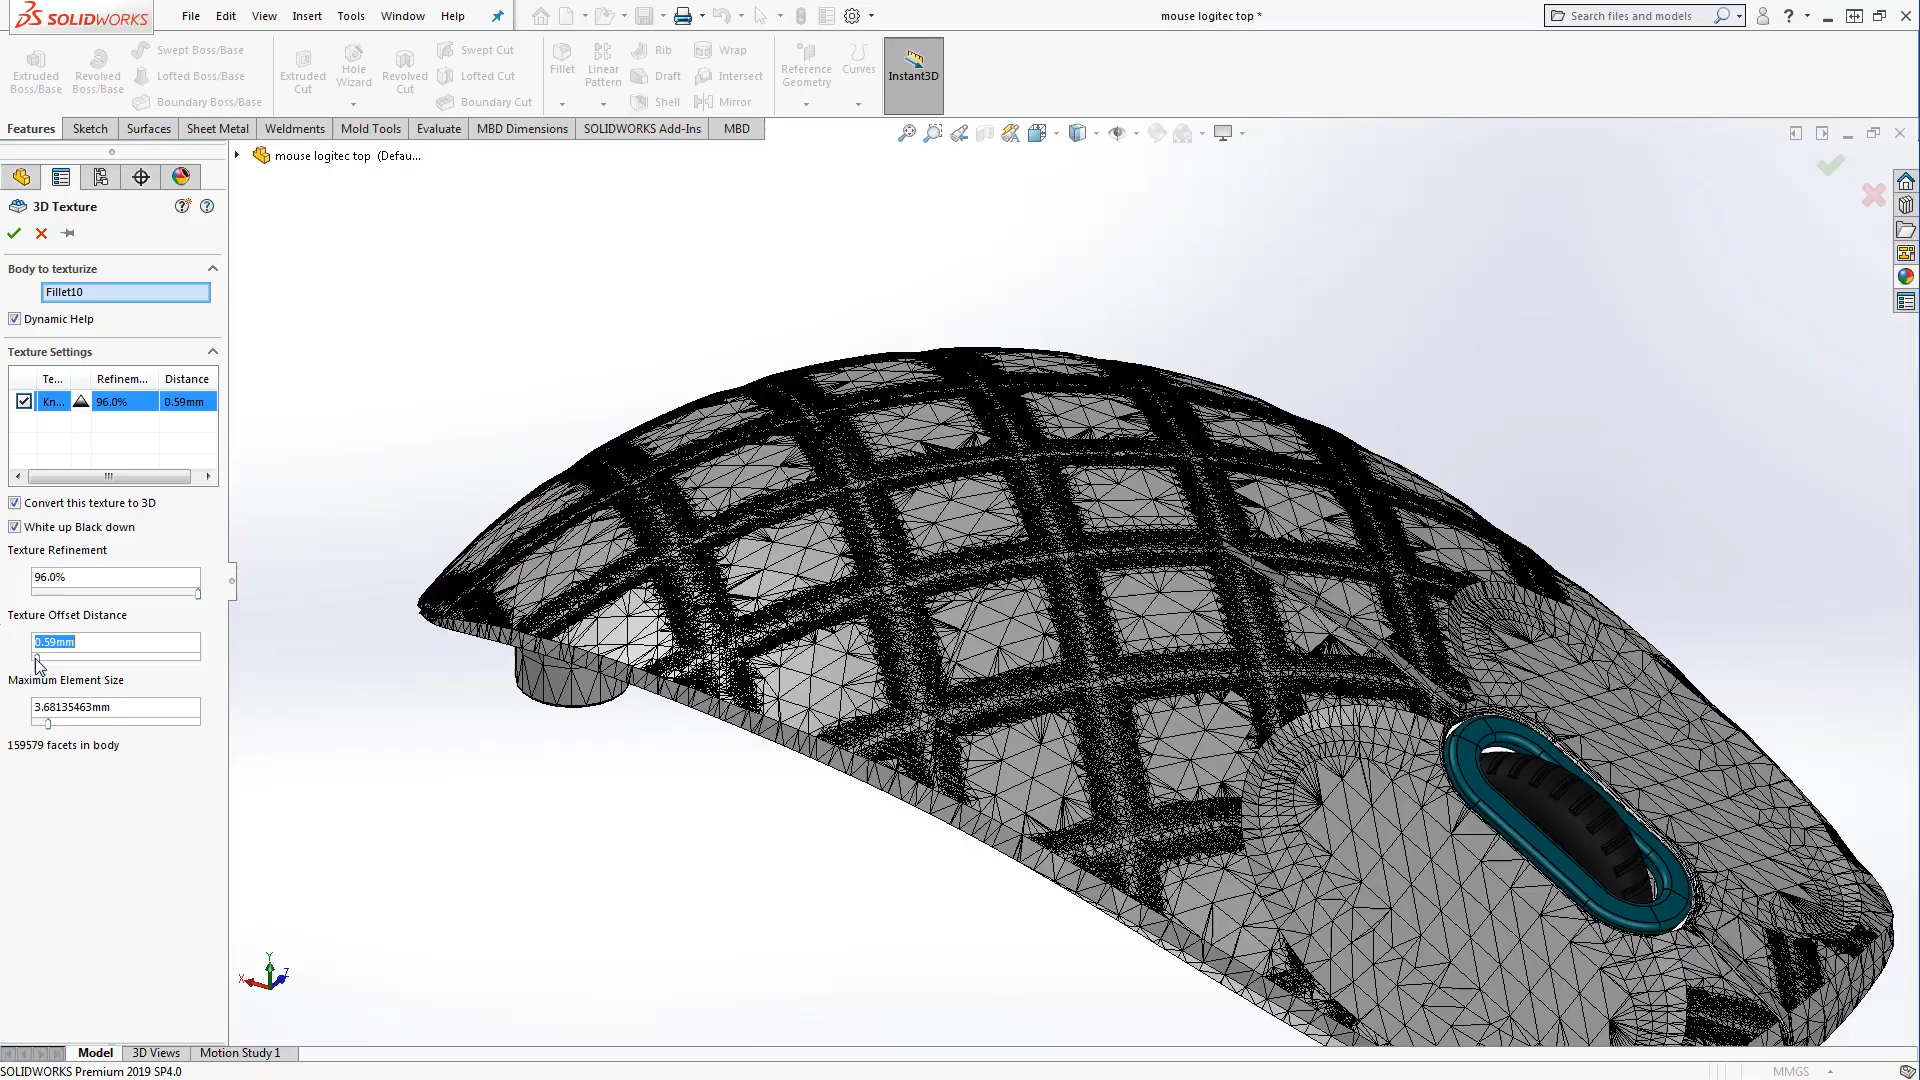 SOLIDWORKS
File Edit View Insert Tools Window Help
mouse logitec top *
Search files and models
Extruded Boss/Base
Revolved Boss/Base
Swept Boss/Base
Lofted Boss/Base
Boundary Boss/Base
Extruded Cut
Hole Wizard
Revolved Cut
Swept Cut
Lofted Cut
Boundary Cut
Fillet
Linear Pattern
Rib
Draft
Shell
Wrap
Intersect
Mirror
Reference Geometry
Curves
Instant3D
Features Sketch Surfaces Sheet Metal Weldments Mold Tools Evaluate MBD Dimensions SOLIDWORKS Add-Ins MBD
mouse logitec top (Defau...
3D Texture
Body to texturize
Fillet10
Dynamic Help
Texture Settings
Te... Refinem... Distance
Kn... 96.0% 0.59mm
Convert this texture to 3D
White up Black down
Texture Refinement
96.0%
Texture Offset Distance
0.59mm
Maximum Element Size
3.68135463mm
159579 facets in body
Y
X Z
Model 3D Views Motion Study 1
SOLIDWORKS Premium 2019 SP4.0
MMGS